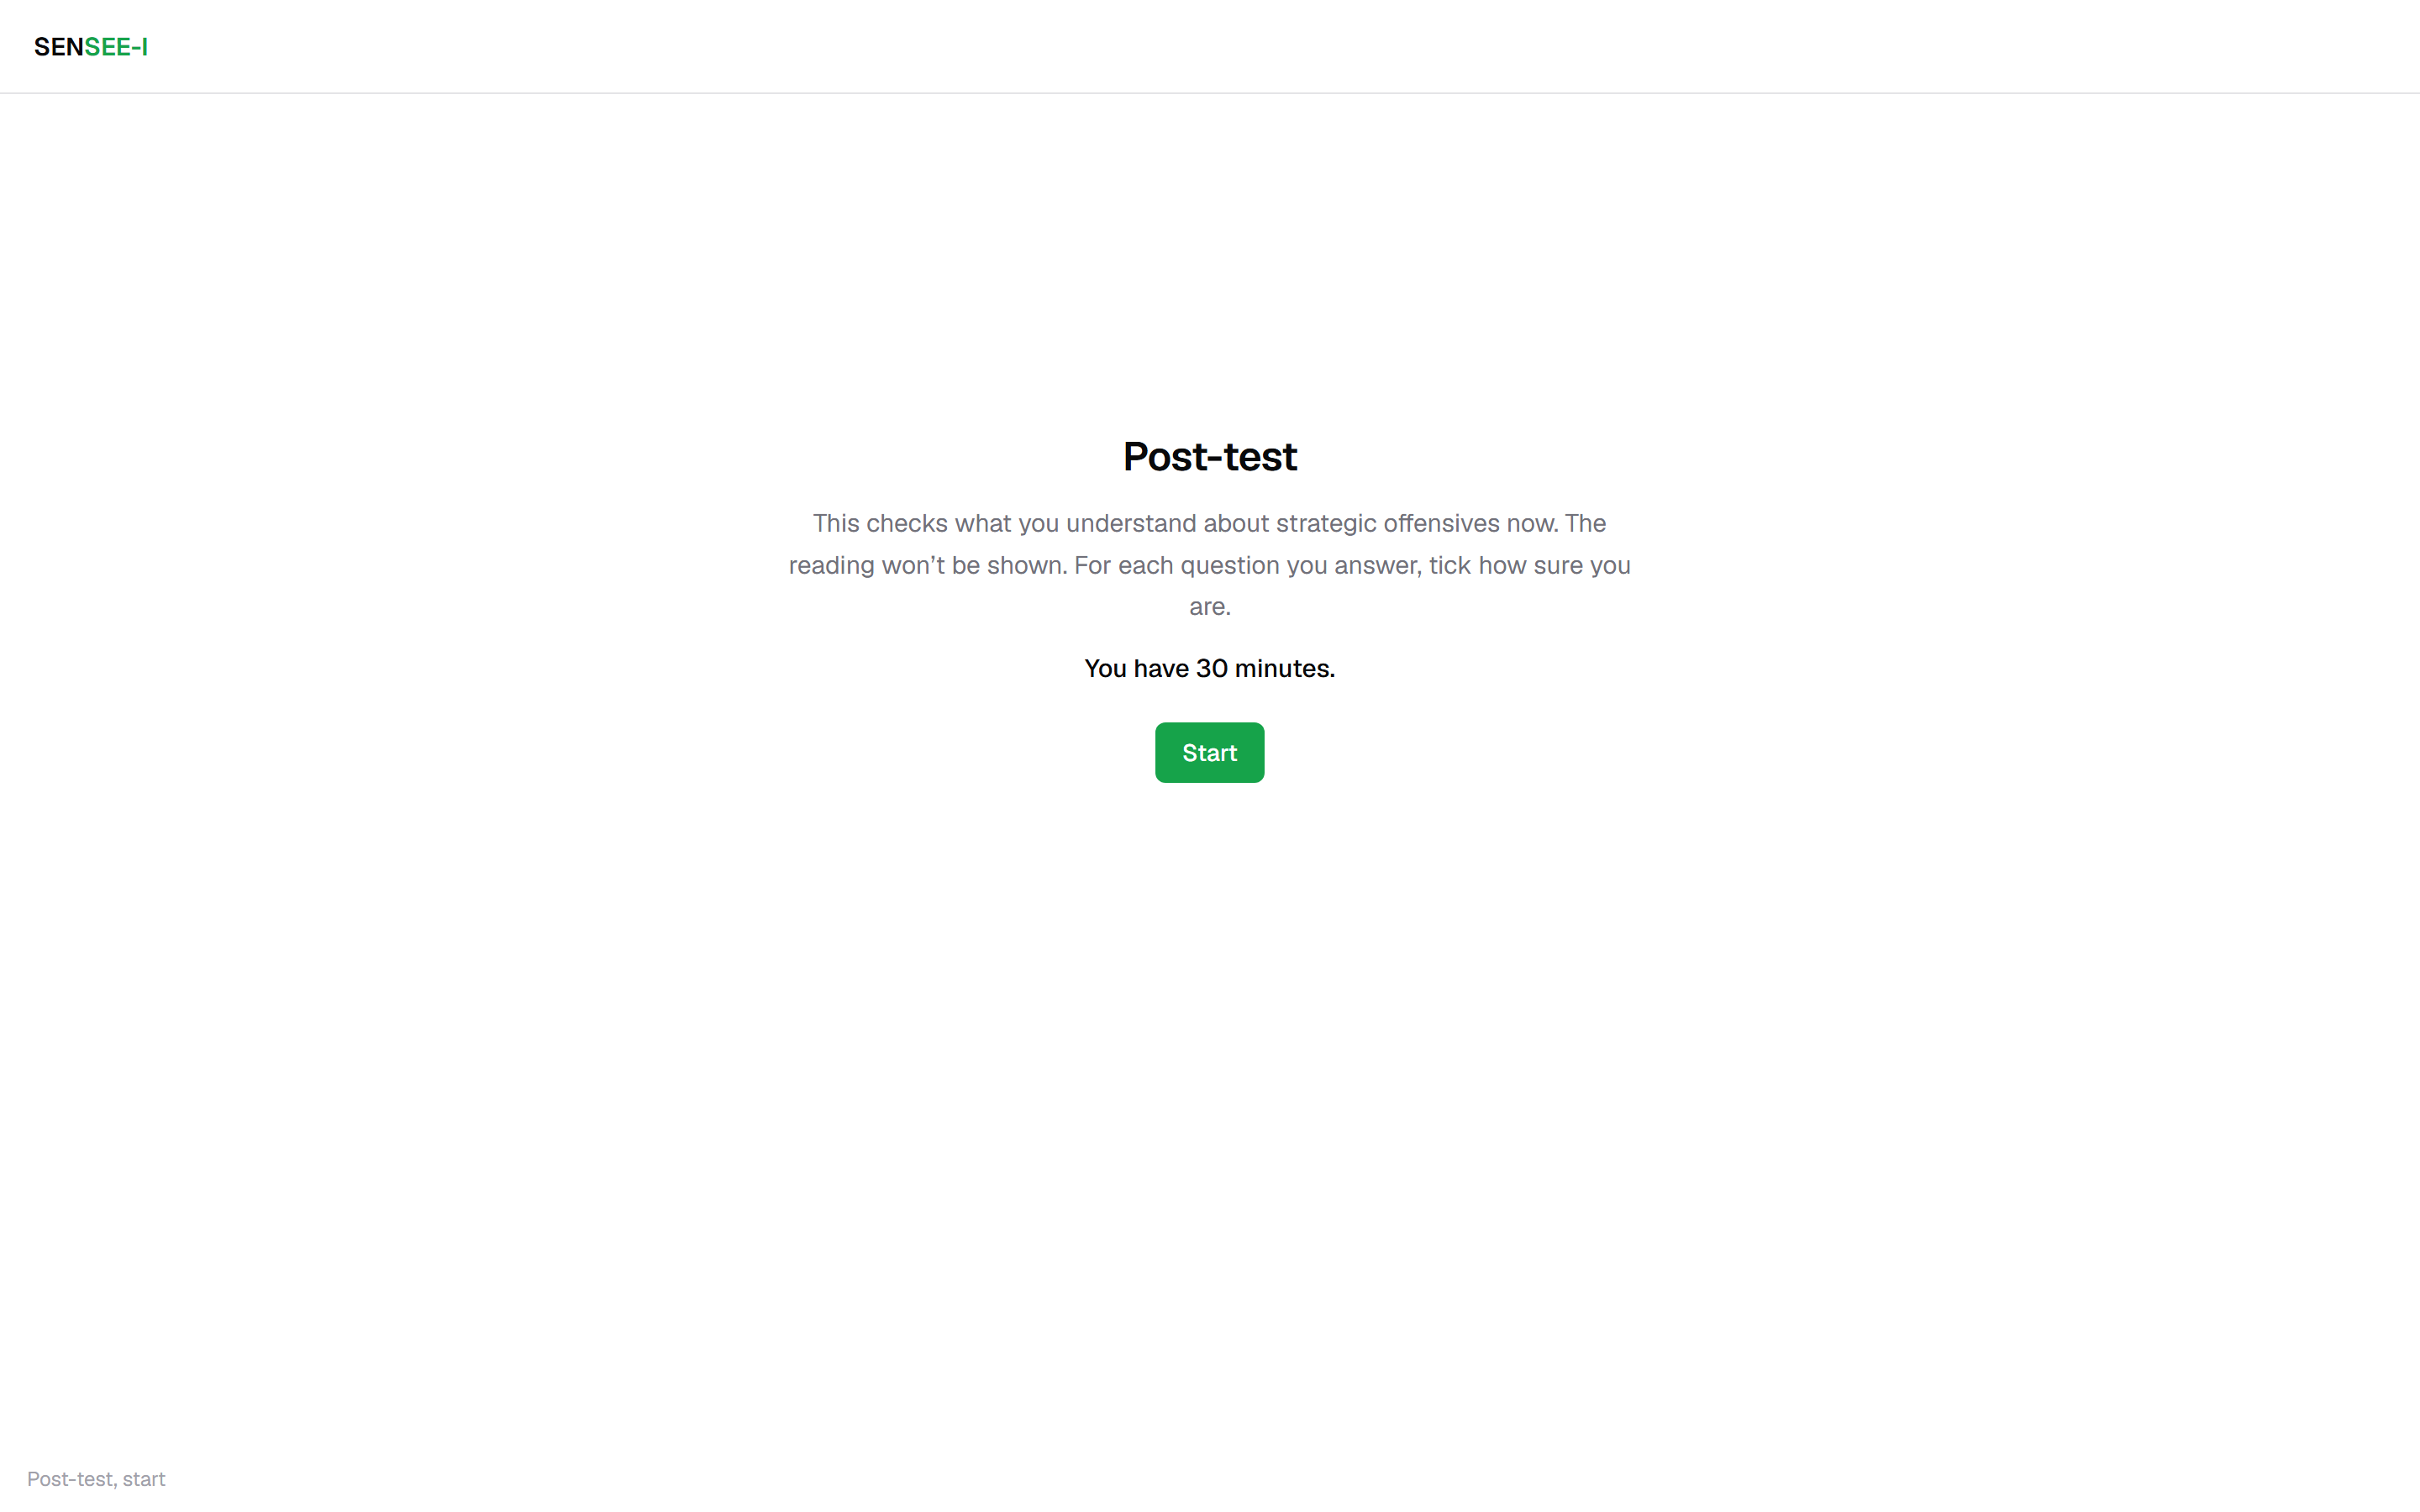 SENSEE-I
Post-test
This checks what you understand about strategic offensives now. The
reading won’t be shown. For each question you answer, tick how sure you
are.
You have 30 minutes.
Start
Post-test, start